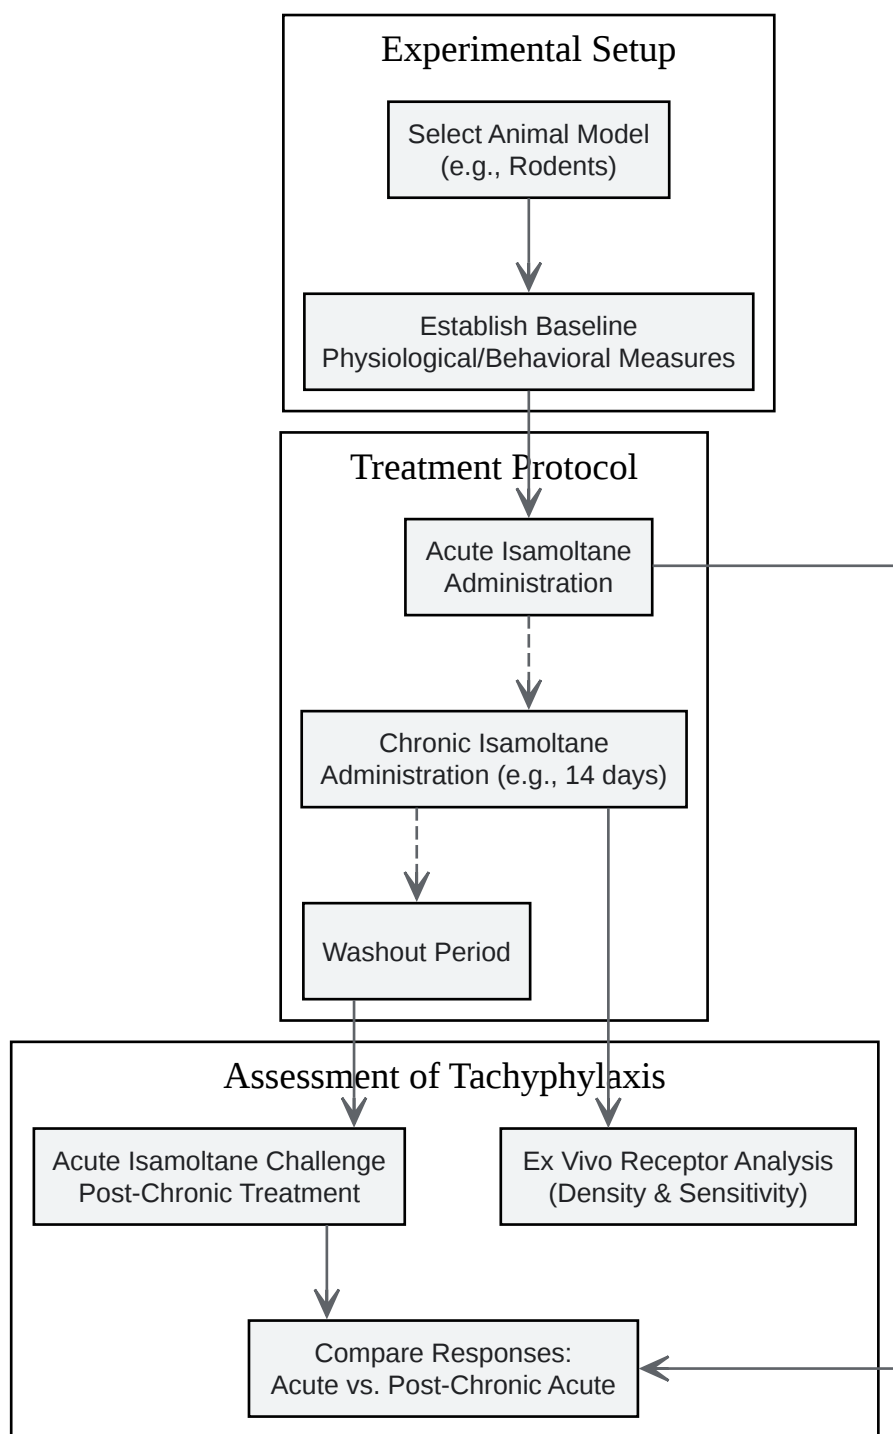 Experimental Setup
Select Animal Model
(e.g., Rodents)
Establish Baseline
Physiological/Behavioral Measures
Treatment Protocol
Acute Isamoltane
Administration
Chronic Isamoltane
Administration (e.g., 14 days)
Washout Period
Assessment of Tachyphylaxis
Acute Isamoltane Challenge
Post-Chronic Treatment
Ex Vivo Receptor Analysis
(Density & Sensitivity)
Compare Responses:
Acute vs. Post-Chronic Acute